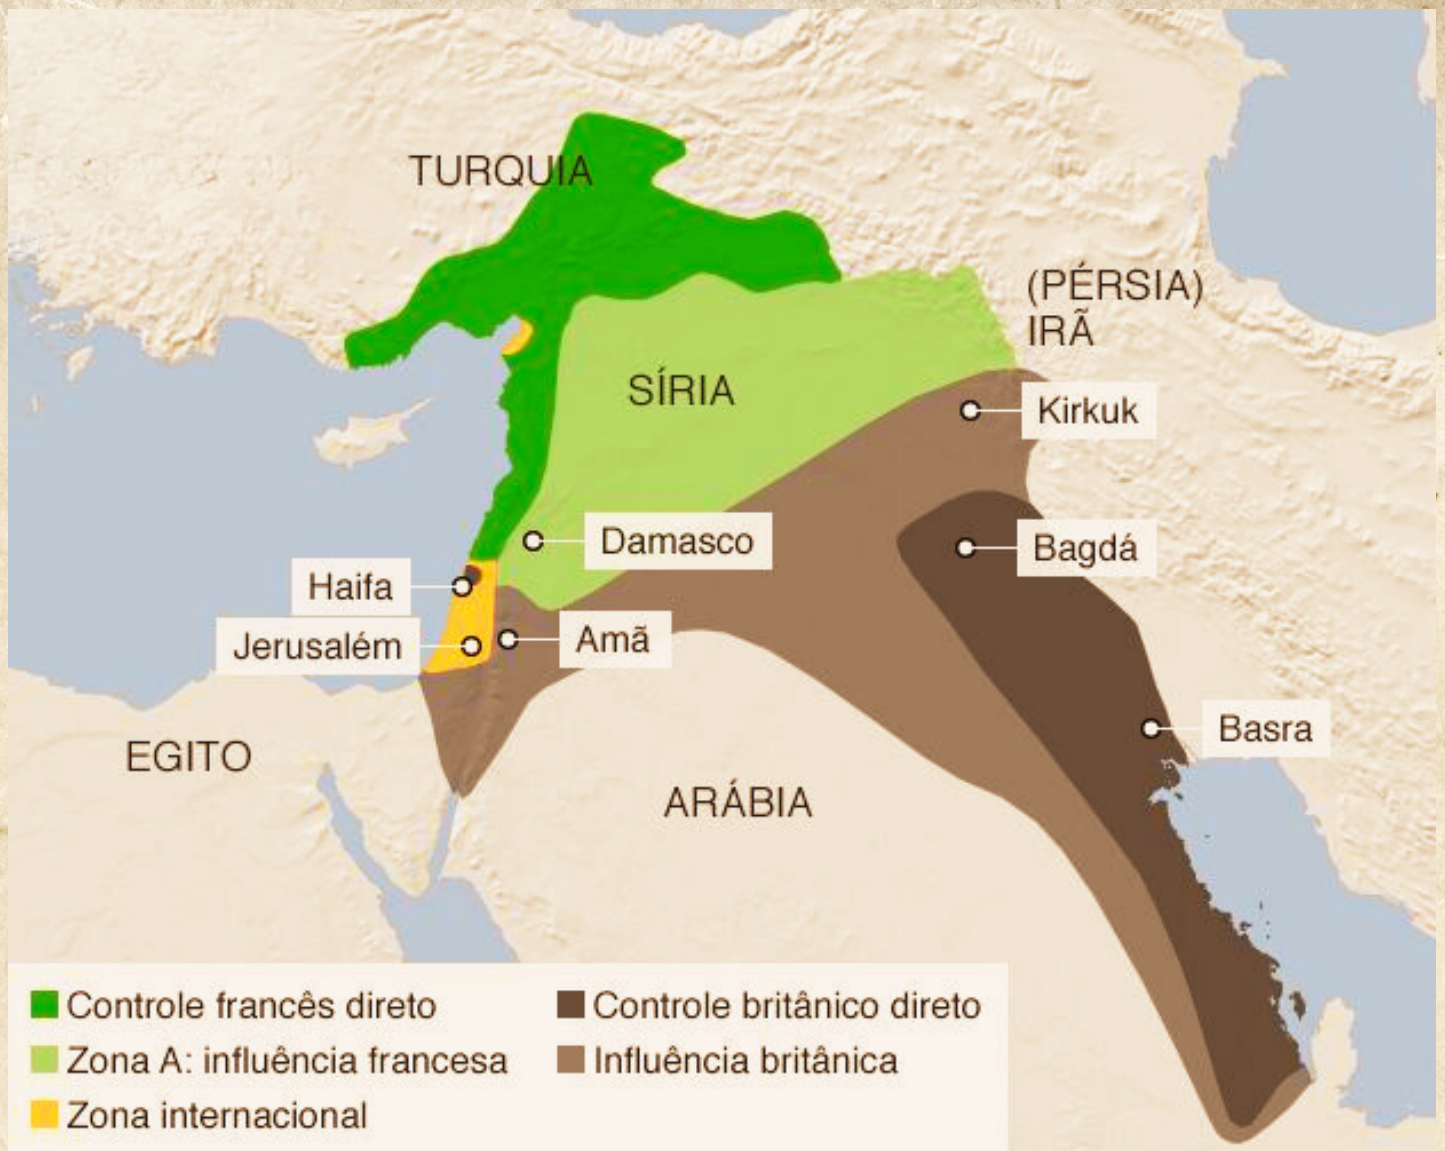 TURQUIA
(PÉRSIA)
IRÃ
SÍRIA
Kirkuk
Damasco
Bagdá
Haifa
Jerusalém
Amã
Basra
EGITO
ARÁBIA
Controle francês direto
Controle britânico direto
Zona A: influência francesa
Influência britânica
Zona internacional